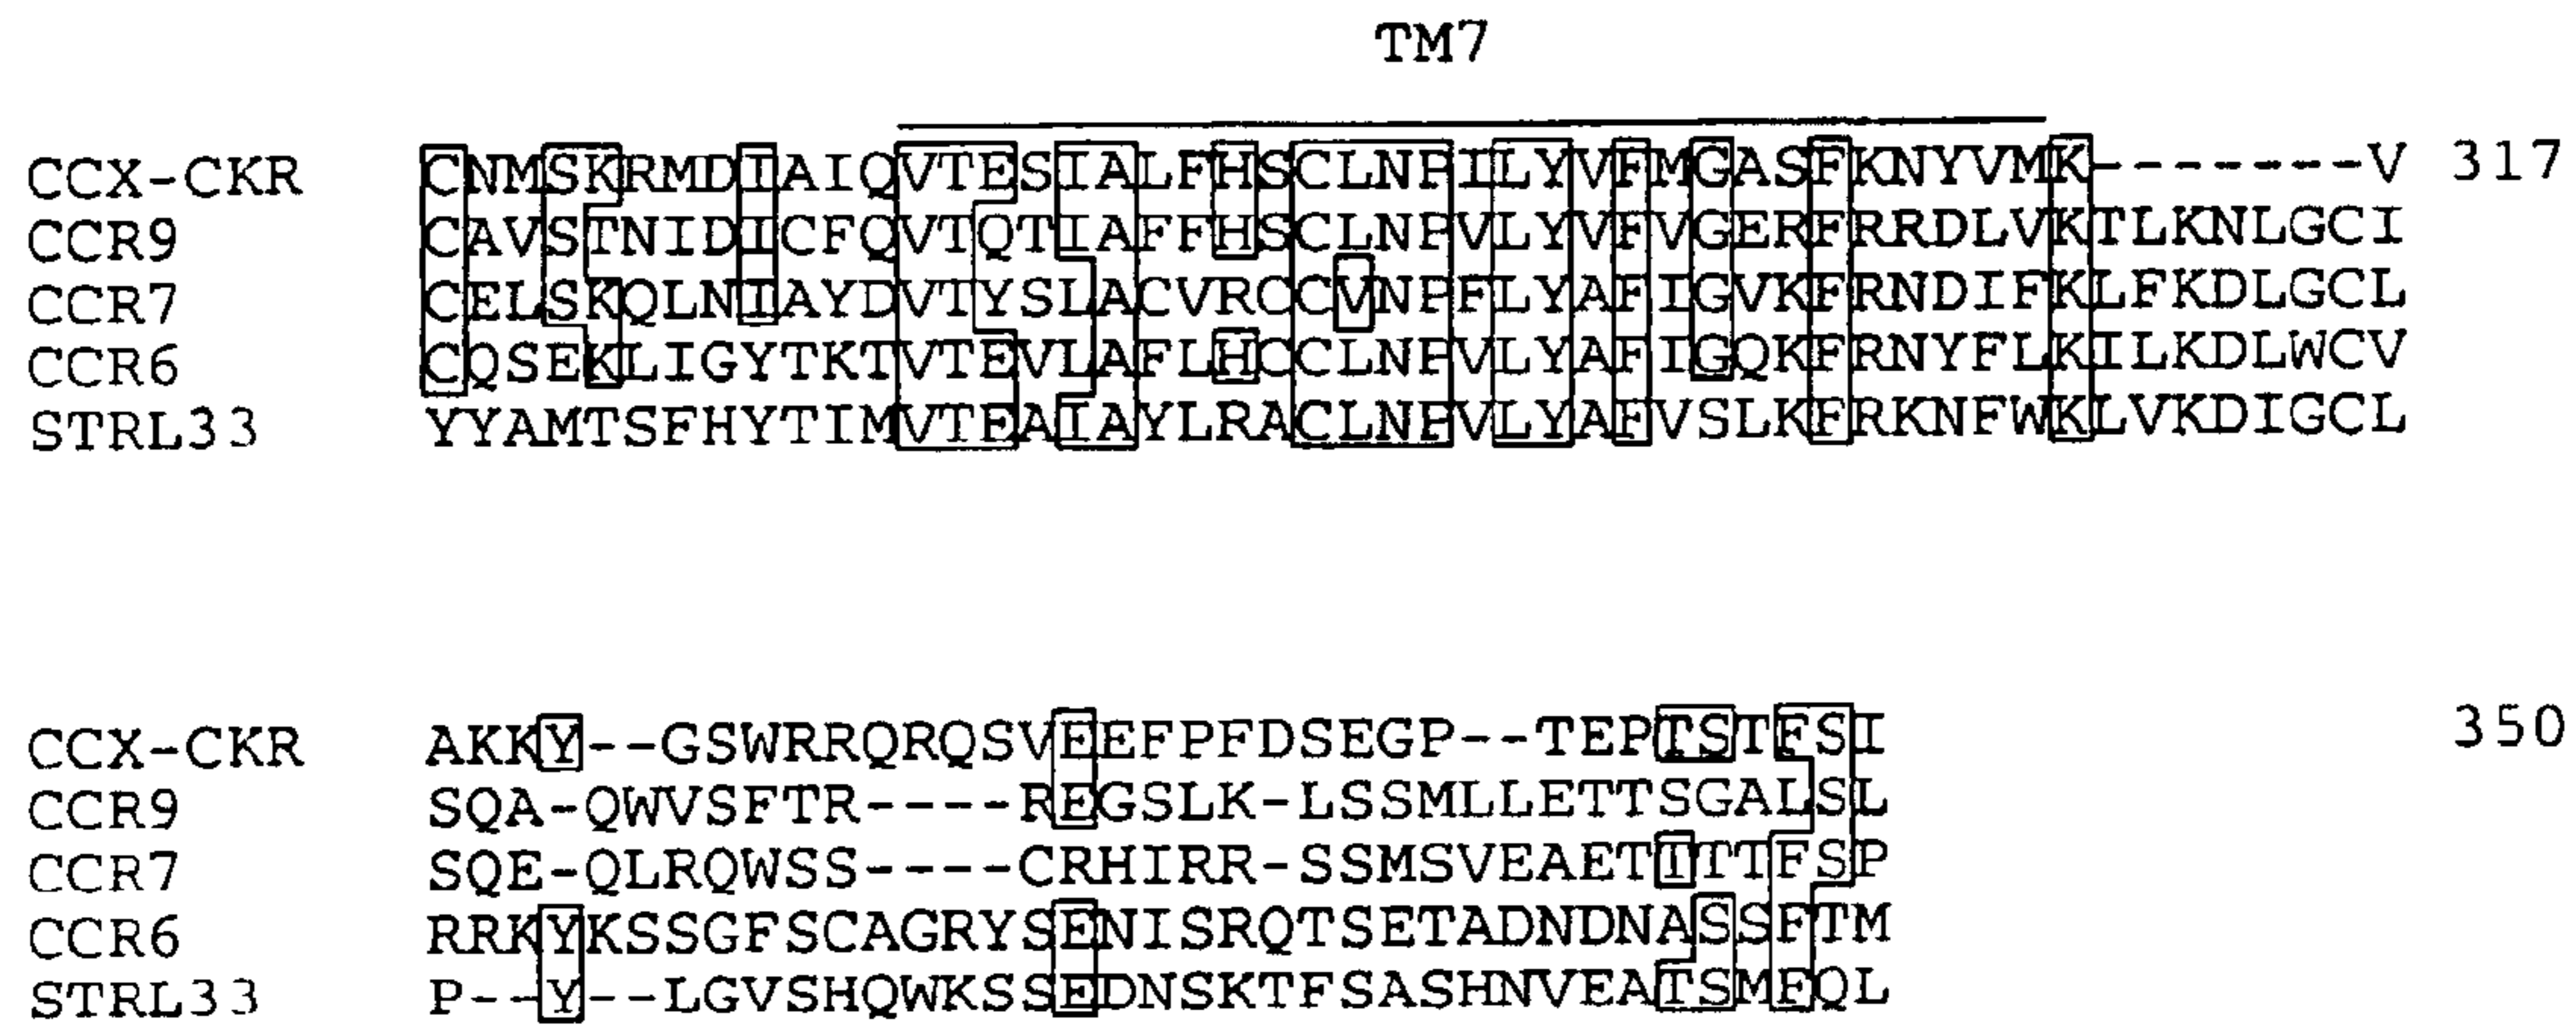 TM7
CCX-CKR CNMSKRMDIAIQVTESIALFHSCLNPILYVFMGASFKNYVMK-------V 317
CCR9 CAVSTNIDICFQVTQTIAFFHSCLNPVLYVFVGERFRRDLVKTLKNLGCI
CCR7 CELSKQLNIAYDVTYSLACVRCCVNPFLYAFIGVKFRNDIFKLFKDLGCL
CCR6 CQSEKLIGYTKTVTEVLAFLHCCLNPVLYAFIGQKFRNYFLKILKDLWCV
STRL33 YYAMTSFHYTIMVTEAIAYLRACLNPVLYAFVSLKFRKNFWKLVKDIGCL
CCX-CKR AKKY--GSWRRQRQSVEEFPFDSEGP--TEPTSTFSI 350
CCR9 SQA-QWVSFTR----REGSLK-LSSMLLETTSGALSL
CCR7 SQE-QLRQWSS----CRHIRR-SSMSVEAETTTTFSP
CCR6 RRKYKSSGFSCAGRYSENISRQTSETADNDNASSFTM
STRL33 P--Y--LGVSHQWKSSEDNSKTFSASHNVEATSMFQL